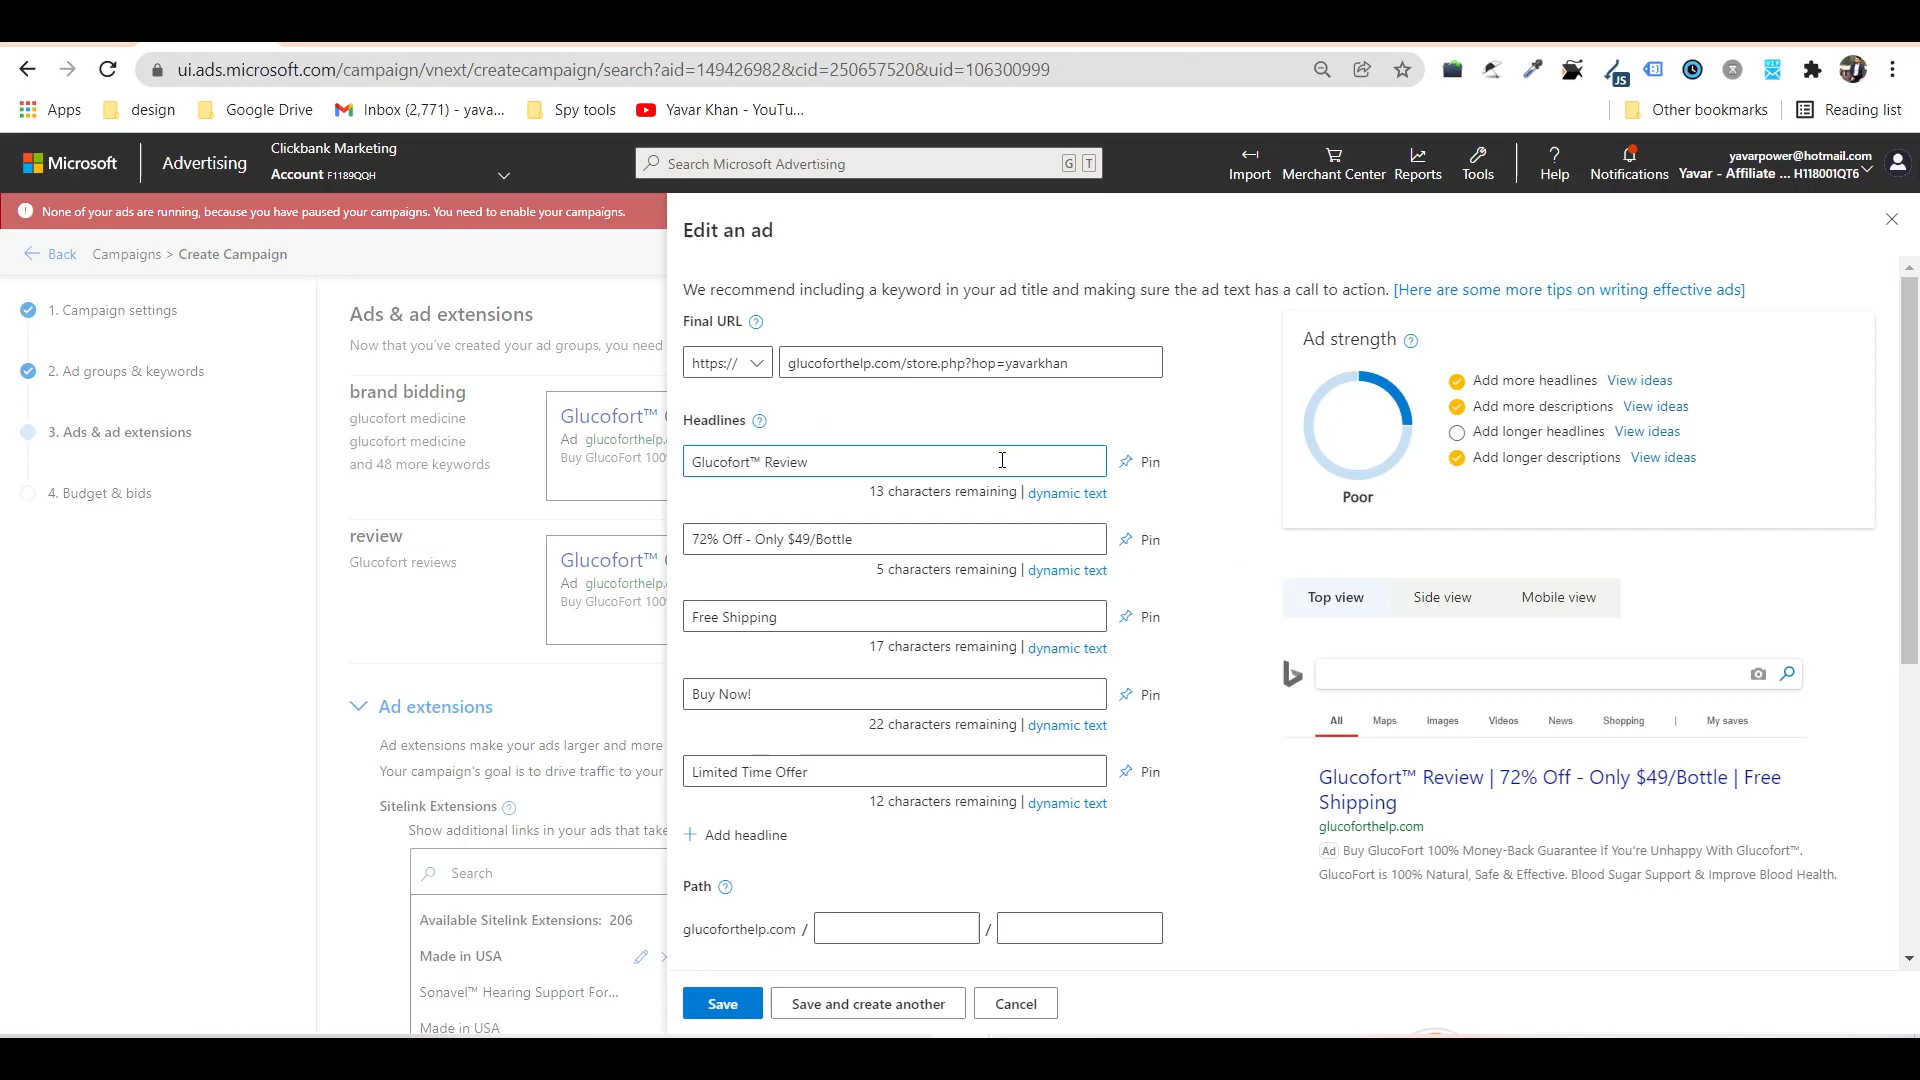 ui.ads.microsoft.com/campaign/vnext/createcampaign/search?aid=149426982&cid=250657520&uid=106300999
JS
VIP
Apps
design
Google Drive
Inbox (2,771) - yava...
Spy tools
Yavar Khan - YouTu...
Other bookmarks
Reading list
Microsoft
Advertising
Clickbank Marketing
Account F1189QQH
Search Microsoft Advertising
G T
Import
Merchant Center
Reports
Tools
Help
Notifications
yavarpower@hotmail.com
Yavar - Affiliate ... H118001QT6
None of your ads are running, because you have paused your campaigns. You need to enable your campaigns.
Back
Campaigns > Create Campaign
1. Campaign settings
2. Ad groups & keywords
3. Ads & ad extensions
4. Budget & bids
Ads & ad extensions
Now that you've created your ad groups, you need
brand bidding
glucofort medicine
glucofort medicine
and 48 more keywords
Glucofort™
Ad glucoforthelp.
Buy GlucoFort 100
review
Glucofort reviews
Glucofort™
Ad glucoforthelp.
Buy GlucoFort 100
Ad extensions
Ad extensions make your ads larger and more
Your campaign's goal is to drive traffic to your
Sitelink Extensions
Show additional links in your ads that take
Search
Available Sitelink Extensions: 206
Made in USA
Sonavel™ Hearing Support For...
Made in USA
Edit an ad
We recommend including a keyword in your ad title and making sure the ad text has a call to action. [Here are some more tips on writing effective ads]
Final URL
https://
glucoforthelp.com/store.php?hop=yavarkhan
Headlines
Glucofort™ Review
Pin
13 characters remaining | dynamic text
72% Off - Only $49/Bottle
Pin
5 characters remaining | dynamic text
Free Shipping
Pin
17 characters remaining | dynamic text
Buy Now!
Pin
22 characters remaining | dynamic text
Limited Time Offer
Pin
12 characters remaining | dynamic text
Add headline
Path
glucoforthelp.com / /
Save
Save and create another
Cancel
Ad strength
Poor
Add more headlines View ideas
Add more descriptions View ideas
Add longer headlines View ideas
Add longer descriptions View ideas
Top view
Side view
Mobile view
All
Maps
Images
Videos
News
Shopping
|
My saves
Glucofort™ Review | 72% Off - Only $49/Bottle | Free
Shipping
glucoforthelp.com
Ad Buy GlucoFort 100% Money-Back Guarantee If You're Unhappy With Glucofort™.
GlucoFort is 100% Natural, Safe & Effective. Blood Sugar Support & Improve Blood Health.